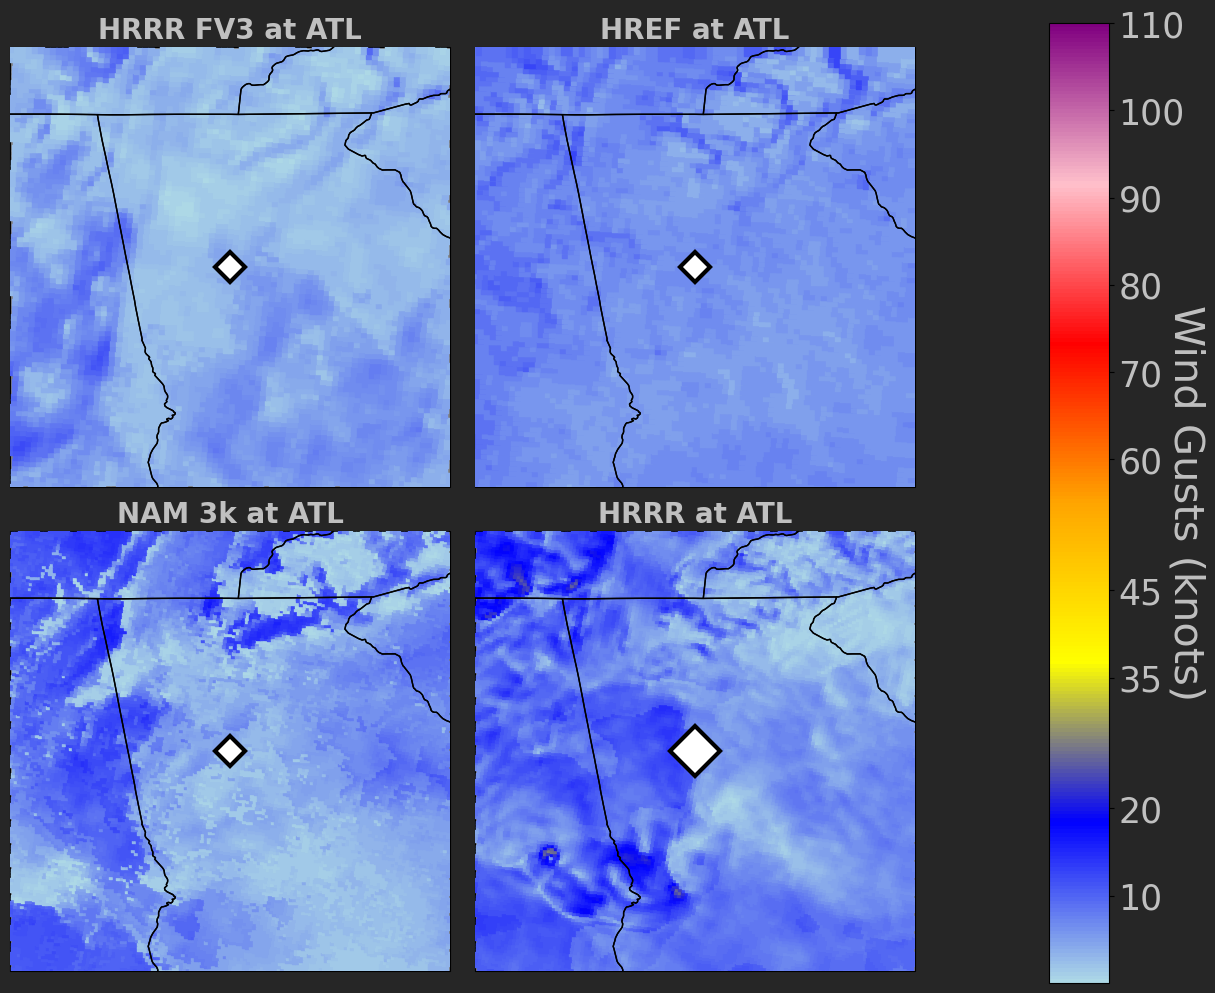 HRRR FV3 at ATL
HREF at ATL
NAM 3k at ATL
HRRR at ATL
110
100
90
80
70
60
45
35
20
10
Wind Gusts (knots)